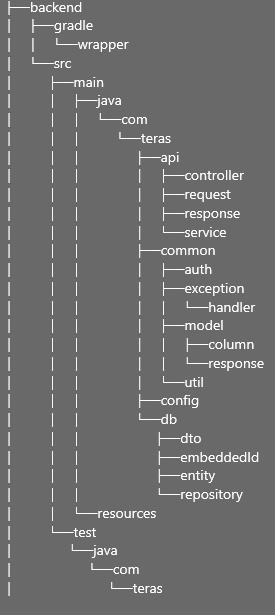 ├──backend
│ ├──gradle
│ │ └──wrapper
│ └──src
│ ├──main
│ │ ├──java
│ │ │ └──com
│ │ │ └──teras
│ │ │ ├──api
│ │ │ │ ├──controller
│ │ │ │ ├──request
│ │ │ │ ├──response
│ │ │ │ └──service
│ │ │ ├──common
│ │ │ │ ├──auth
│ │ │ │ ├──exception
│ │ │ │ │ └──handler
│ │ │ │ ├──model
│ │ │ │ │ ├──column
│ │ │ │ │ └──response
│ │ │ │ └──util
│ │ │ ├──config
│ │ │ └──db
│ │ │ ├──dto
│ │ │ ├──embeddedId
│ │ │ ├──entity
│ │ │ └──repository
│ │ └──resources
│ └──test
│ └──java
│ └──com
│ └──teras